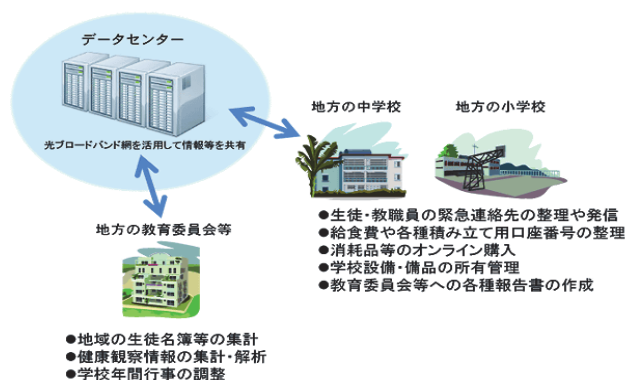 データセンター
光ブロードバンド網を活用して情報等を共有
地方の中学校
地方の小学校
●生徒・教職員の緊急連絡先の整理や発信
●給食費や各種積み立て用口座番号の整理
●消耗品等のオンライン購入
●学校設備・備品の所有管理
●教育委員会等への各種報告書の作成
地方の教育委員会等
●地域の生徒名簿等の集計
●健康観察情報の集計・解析
●学校年間行事の調整